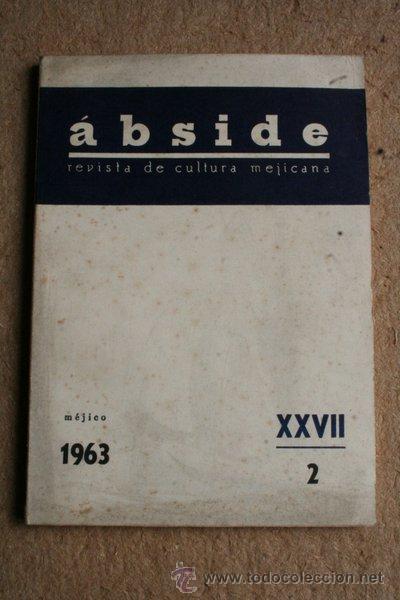 ábside
revista de cultura mejicana
méjico
1963
XXVII
2
www.todocoleccion.net